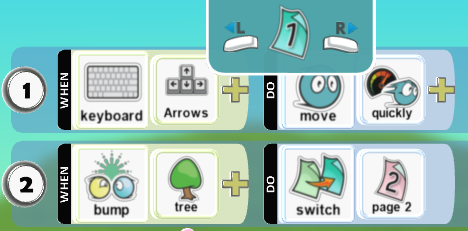 L 1 R
1 WHEN keyboard Arrows DO move quickly
2 WHEN bump tree DO switch 2 page 2